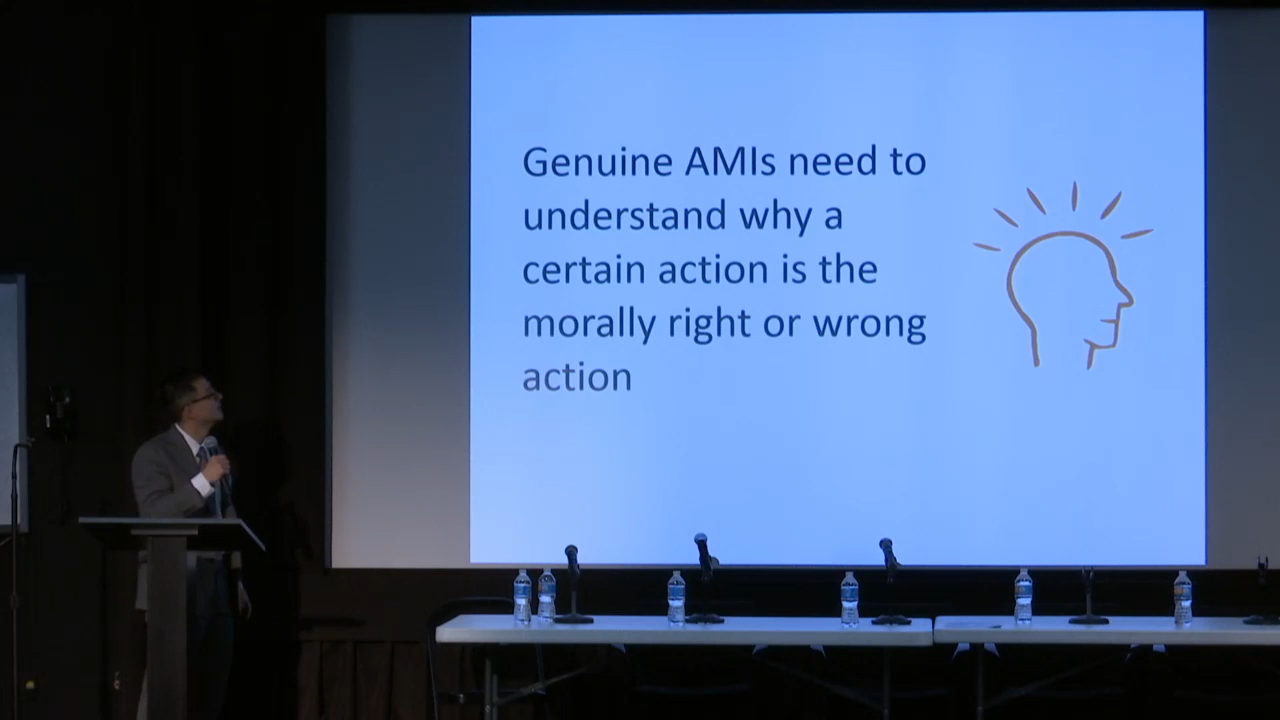 Genuine AMIs need to
understand why a
certain action is the
morally right or wrong
action